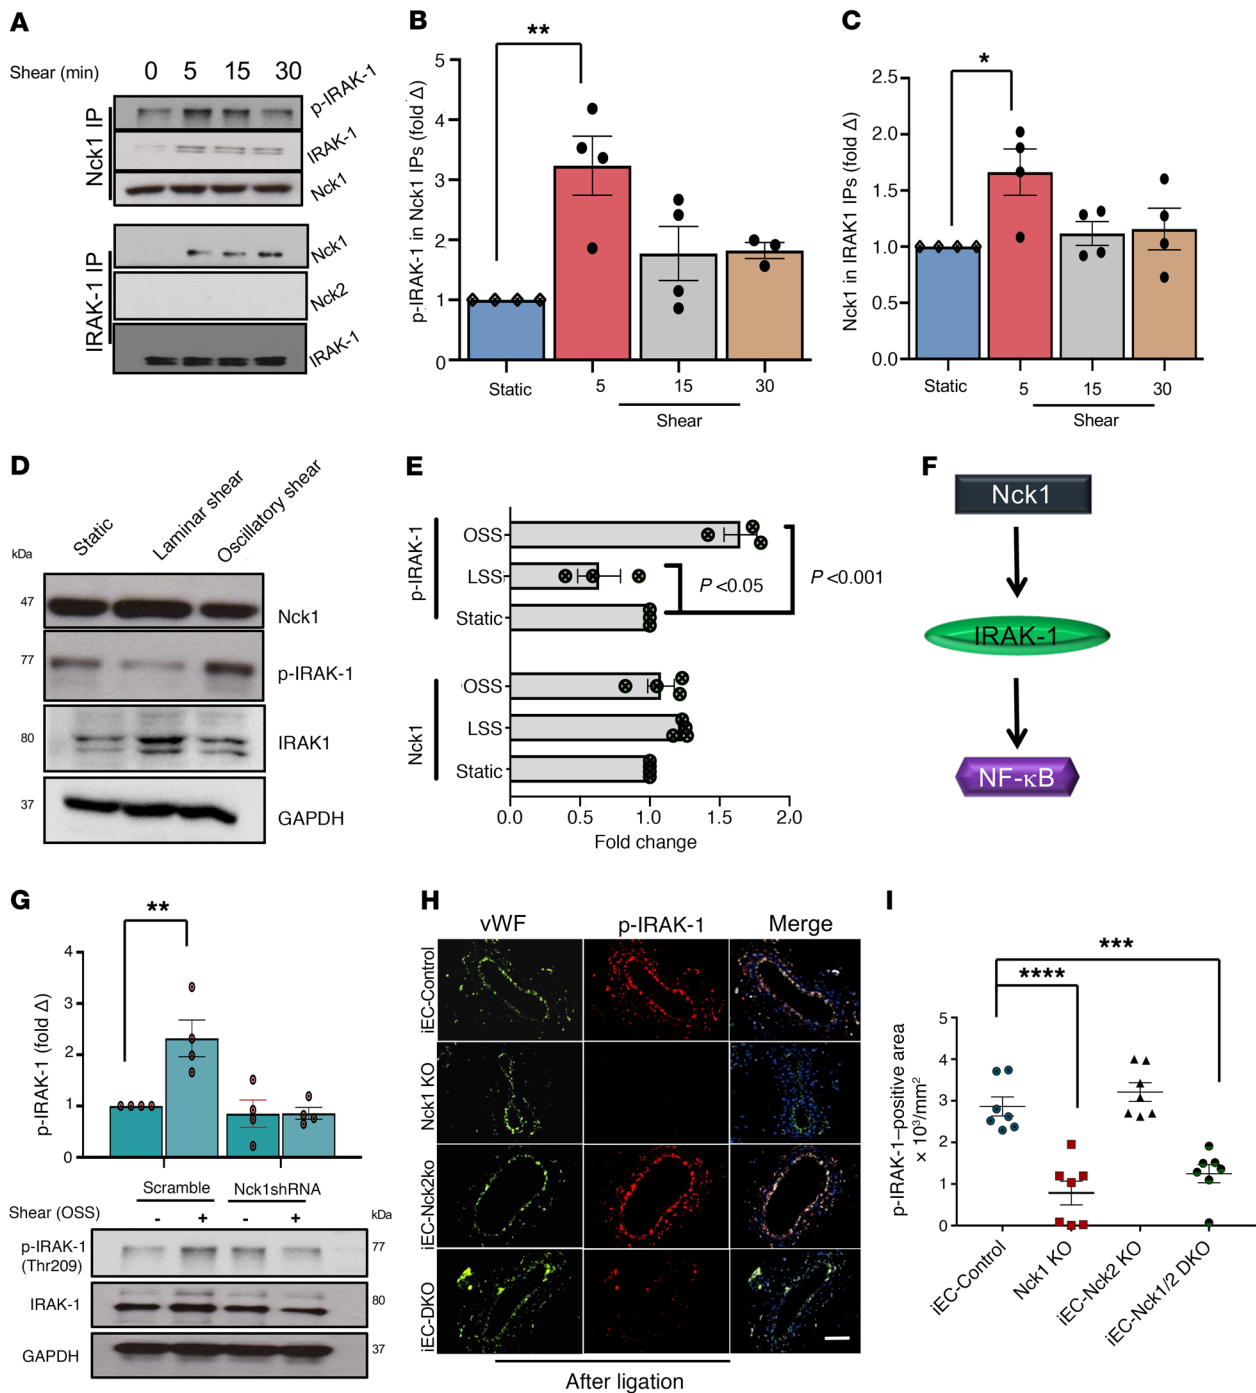 A
Shear (min) 0 5 15 30
Nck1 IP
p-IRAK-1
IRAK-1
Nck1
IRAK-1 IP
Nck1
Nck2
IRAK-1
B
**
p-IRAK-1 in Nck1 IPs (fold Δ)
5
4
3
2
1
0
Static 5 15 30
Shear
C
*
Nck1 in IRAK1 IPs (fold Δ)
2.5
2.0
1.5
1.0
0.5
0.0
Static 5 15 30
Shear
D
Static Laminar shear Oscillatory shear
kDa
47 Nck1
77 p-IRAK-1
80 IRAK1
37 GAPDH
E
p-IRAK-1
OSS
LSS
Static
P <0.05
P <0.001
Nck1
OSS
LSS
Static
0.0 0.5 1.0 1.5 2.0
Fold change
F
Nck1
IRAK-1
NF-κB
G
**
p-IRAK-1 (fold Δ)
4
3
2
1
0
Scramble Nck1shRNA
Shear (OSS) - + - + kDa
p-IRAK-1 77
(Thr209)
IRAK-1 80
GAPDH 37
H
vWF p-IRAK-1 Merge
iEC-Control
Nck1 KO
iEC-Nck2ko
iEC-DKO
After ligation
I
***
****
p-IRAK-1–positive area
× 10³/mm²
5
4
3
2
1
0
iEC-Control
Nck1 KO
iEC-Nck2 KO
iEC-Nck1/2 DKO